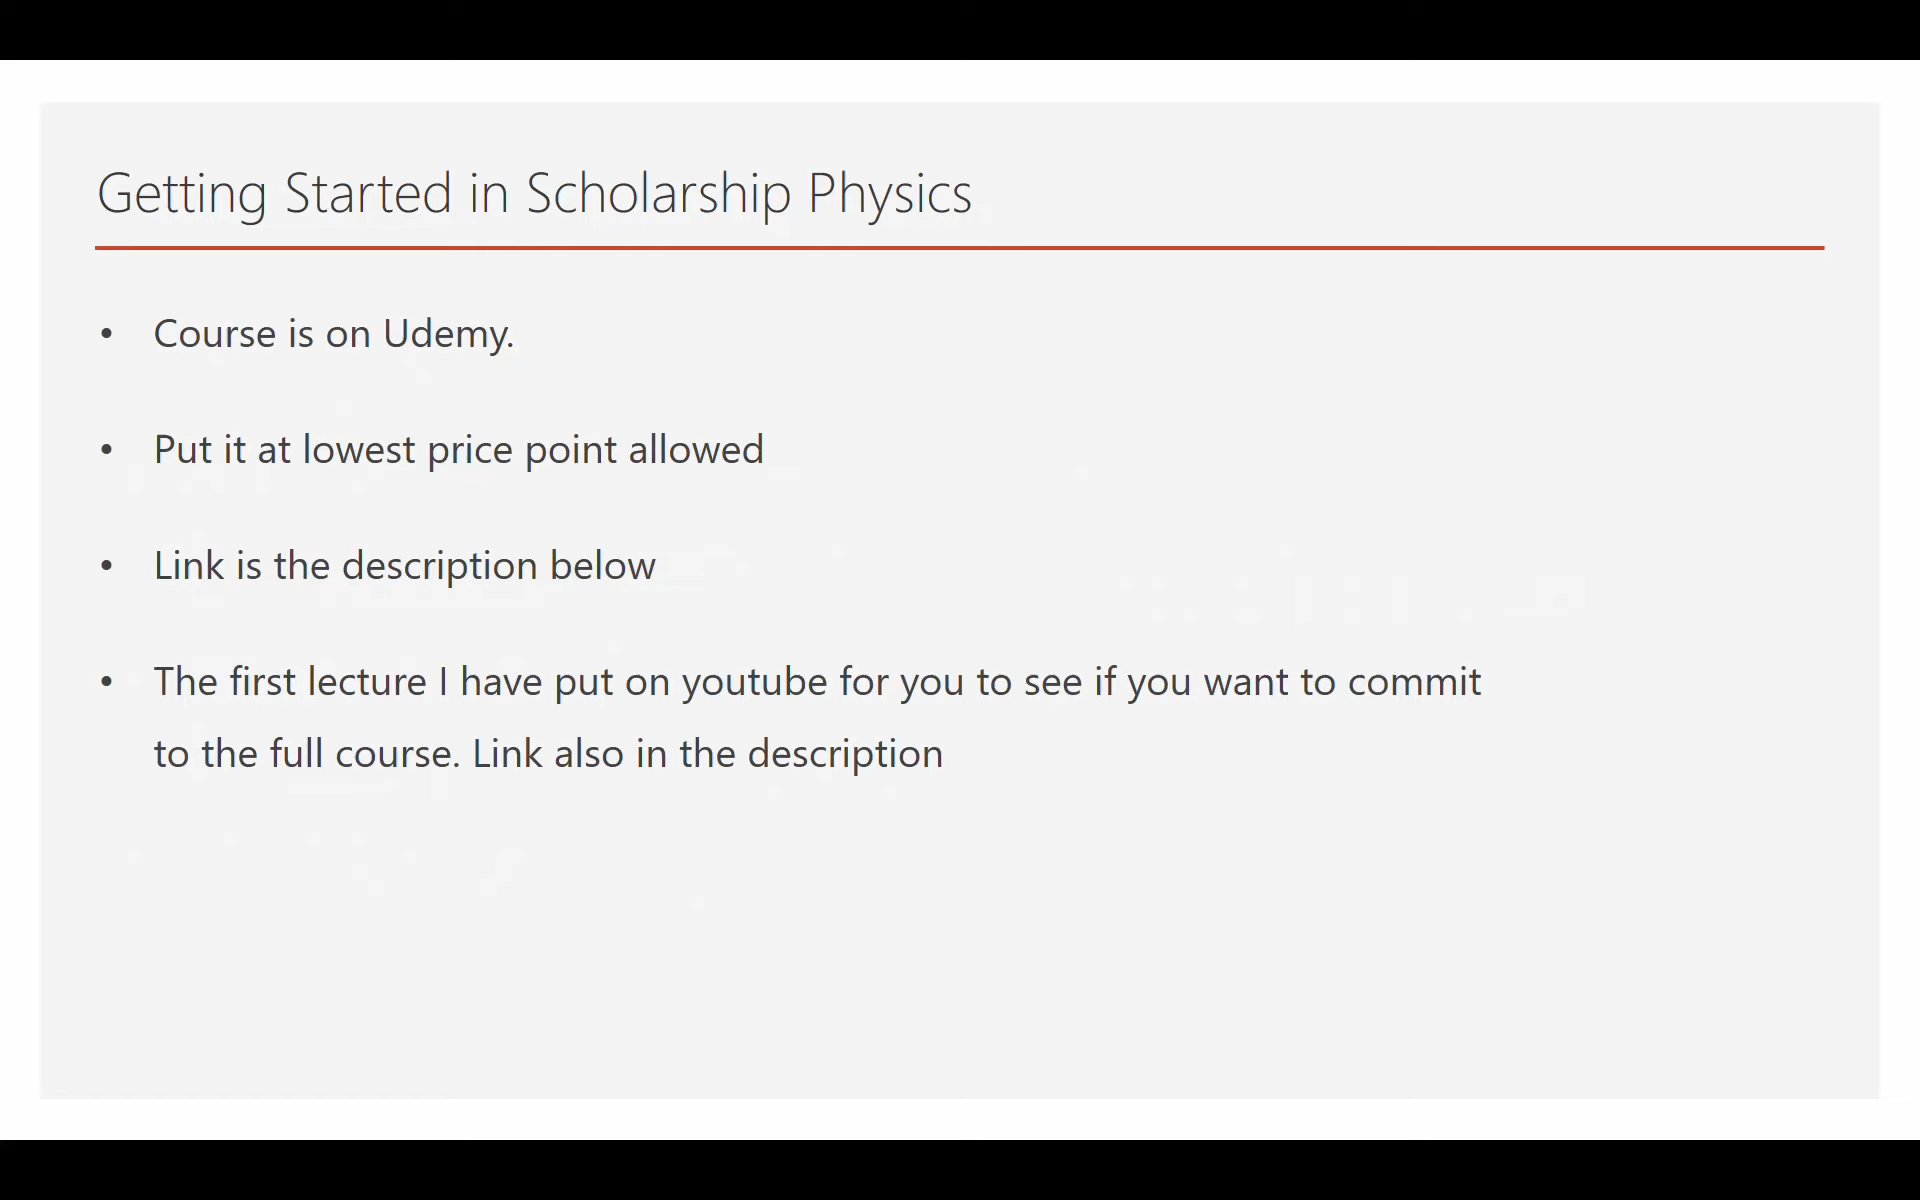 Getting Started in Scholarship Physics
• Course is on Udemy.
• Put it at lowest price point allowed
• Link is the description below
• The first lecture I have put on youtube for you to see if you want to commit
to the full course. Link also in the description